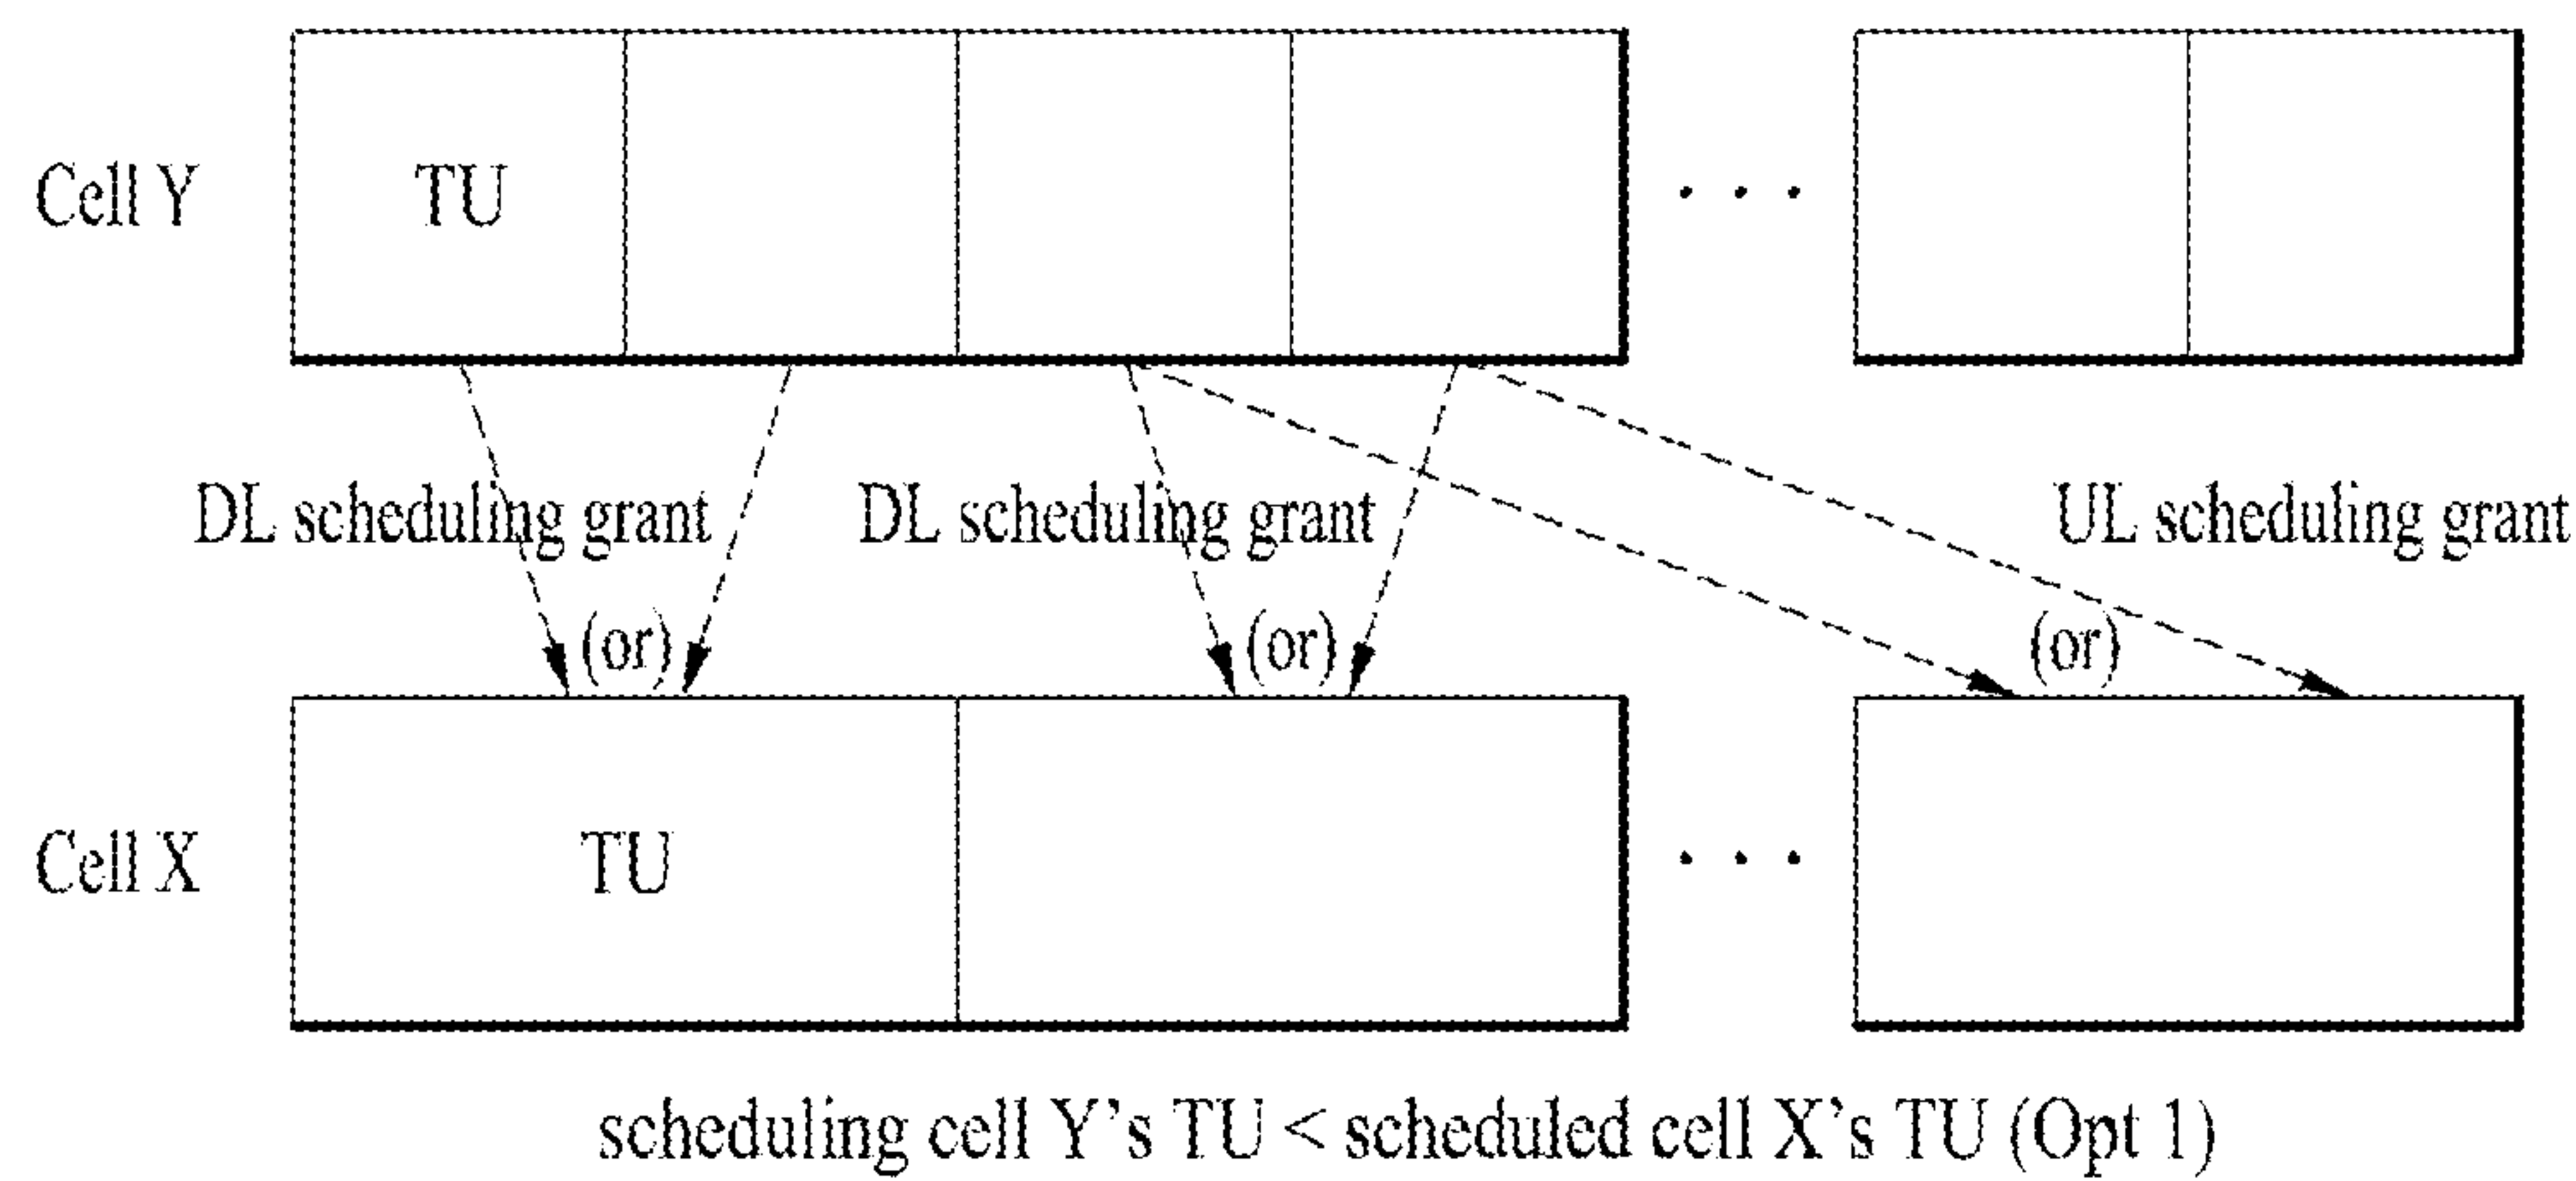 Cell Y
TU
. . .
DL scheduling grant
DL scheduling grant
UL scheduling grant
(or)
(or)
(or)
Cell X
TU
. . .
scheduling cell Y’s TU < scheduled cell X’s TU (Opt 1)